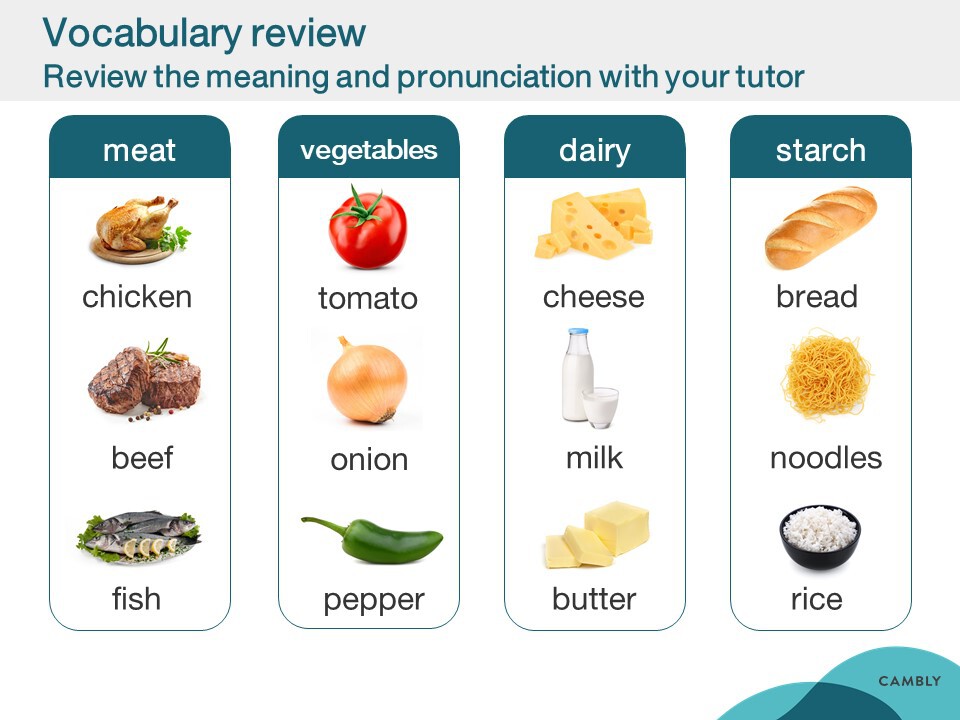 Vocabulary review
Review the meaning and pronunciation with your tutor
meat
chicken
beef
fish
vegetables
tomato
onion
pepper
dairy
cheese
milk
butter
starch
bread
noodles
rice
CAMBLY